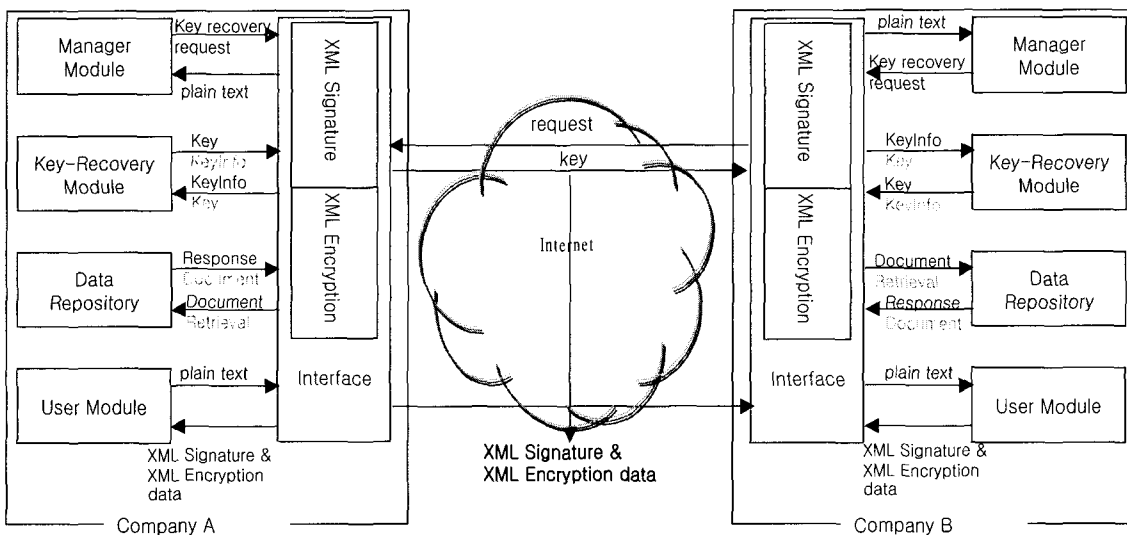 Manager
Module
Key recovery
request
plain text
Key-Recovery
Module
Key
KeyInfo
KeyInfo
Key
Data
Repository
Response
Document
Document
Retrieval
User Module
plain text
XML Signature &
XML Encryption
data
XML Signature
XML Encryption
Interface
Company A
request
key
Internet
XML Signature &
XML Encryption data
XML Signature
XML Encryption
Interface
plain text
Key recovery
request
Manager
Module
KeyInfo
Key
Key
KeyInfo
Key-Recovery
Module
Document
Retrieval
Response
Document
Data
Repository
plain text
User Module
XML Signature &
XML Encryption
data
Company B